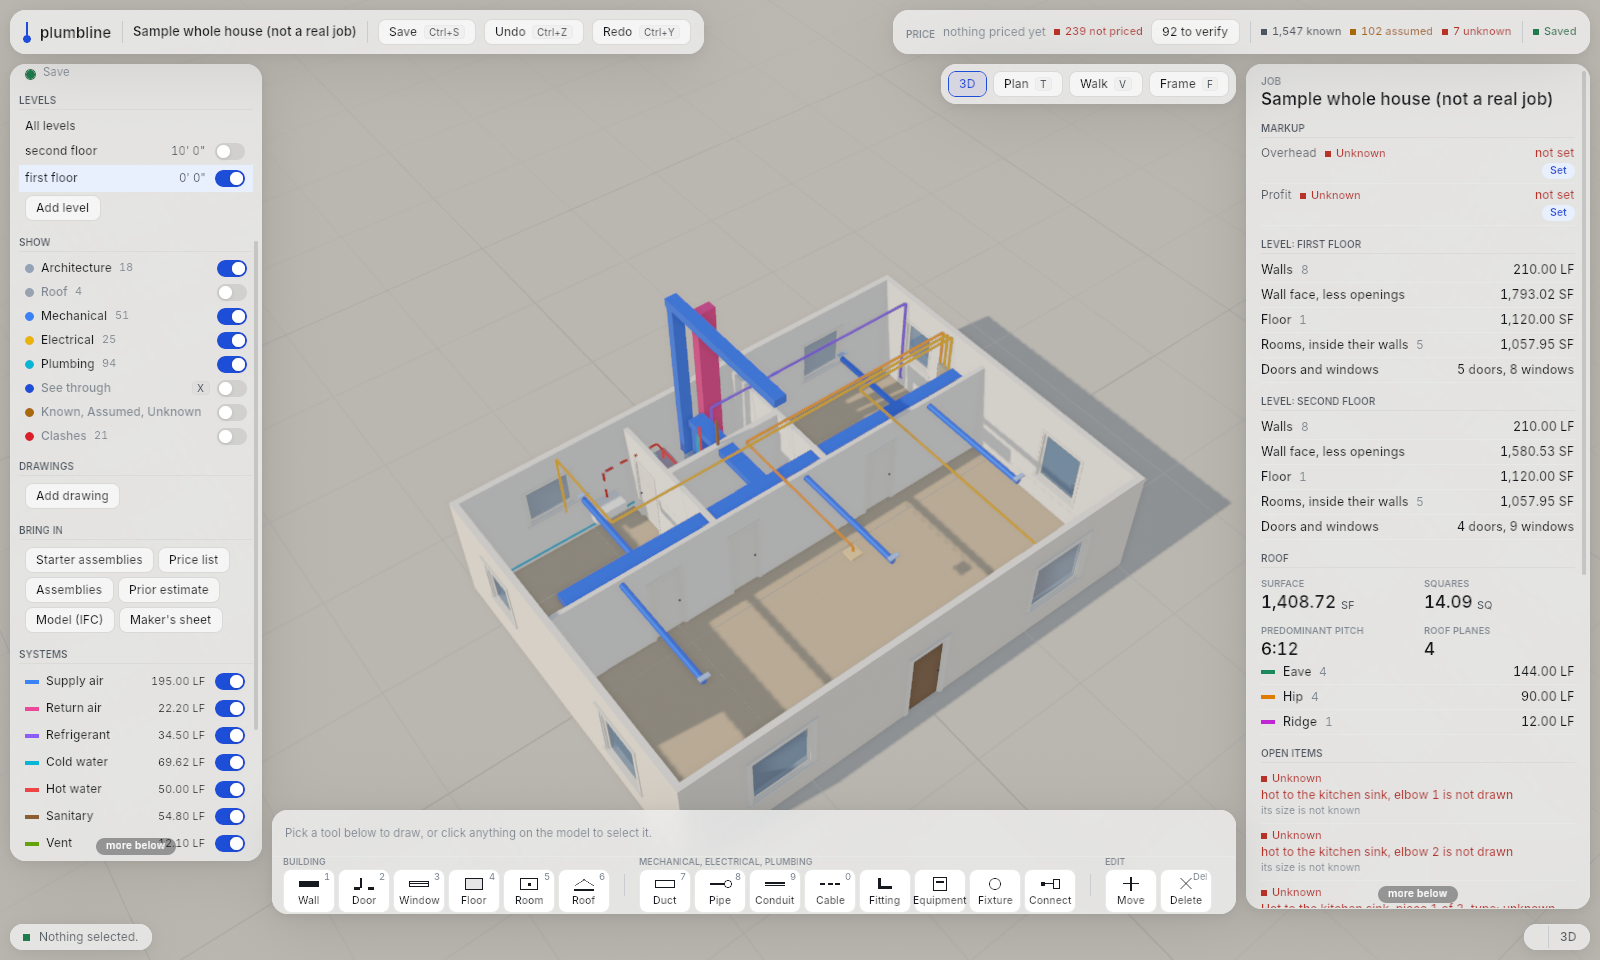 plumbline
Sample whole house (not a real job)
Save Ctrl+S
Undo Ctrl+Z
Redo Ctrl+Y
PRICE nothing priced yet 239 not priced 92 to verify 1,547 known 102 assumed 7 unknown Saved
3D
Plan T
Walk V
Frame F
Save
LEVELS
All levels
second floor 10' 0"
first floor 0' 0"
Add level
SHOW
Architecture 18
Roof 4
Mechanical 51
Electrical 25
Plumbing 94
See through X
Known, Assumed, Unknown
Clashes 21
DRAWINGS
Add drawing
BRING IN
Starter assemblies Price list
Assemblies Prior estimate
Model (IFC) Maker's sheet
SYSTEMS
Supply air 195.00 LF
Return air 22.20 LF
Refrigerant 34.50 LF
Cold water 69.62 LF
Hot water 50.00 LF
Sanitary 54.80 LF
Vent 12.10 LF
more below
Pick a tool below to draw, or click anything on the model to select it.
BUILDING
Wall 1
Door 2
Window 3
Floor 4
Room 5
Roof 6
MECHANICAL, ELECTRICAL, PLUMBING
Duct 7
Pipe 8
Conduit 9
Cable 0
Fitting
Equipment
Fixture
Connect
EDIT
Move
Delete Del
JOB
Sample whole house (not a real job)
MARKUP
Overhead Unknown not set
Set
Profit Unknown not set
Set
LEVEL: FIRST FLOOR
Walls 8 210.00 LF
Wall face, less openings 1,793.02 SF
Floor 1 1,120.00 SF
Rooms, inside their walls 5 1,057.95 SF
Doors and windows 5 doors, 8 windows
LEVEL: SECOND FLOOR
Walls 8 210.00 LF
Wall face, less openings 1,580.53 SF
Floor 1 1,120.00 SF
Rooms, inside their walls 5 1,057.95 SF
Doors and windows 4 doors, 9 windows
ROOF
SURFACE SQUARES
1,408.72 SF 14.09 SQ
PREDOMINANT PITCH ROOF PLANES
6:12 4
Eave 4 144.00 LF
Hip 4 90.00 LF
Ridge 1 12.00 LF
OPEN ITEMS
Unknown
hot to the kitchen sink, elbow 1 is not drawn
its size is not known
Unknown
hot to the kitchen sink, elbow 2 is not drawn
its size is not known
Unknown
more below
Hot to the kitchen sink, piece 1 of 3, type: unknown
Nothing selected.
3D